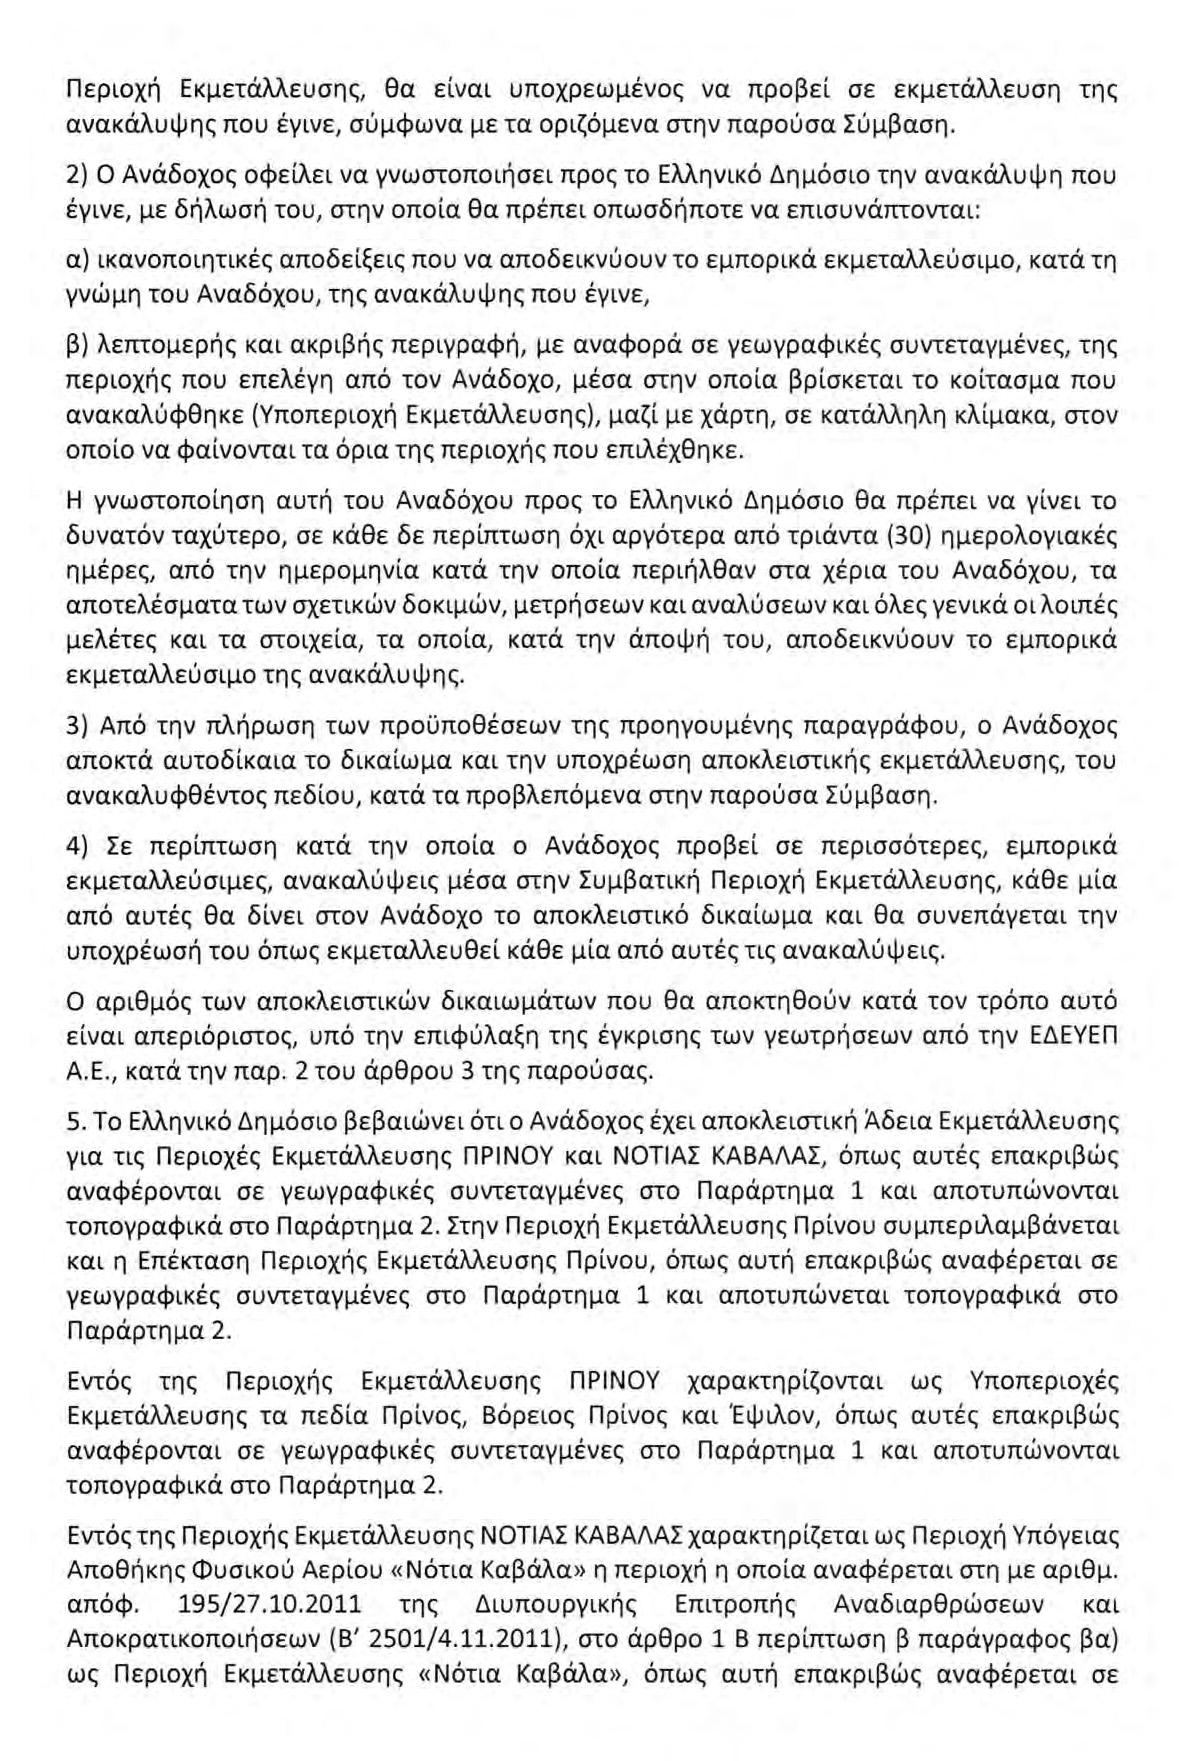 Περιοχή Εκμετάλλευσης, θα είναι υποχρεωμένος να προβεί σε εκμετάλλευση της
ανακάλυψης που έγινε, σύμφωνα με τα οριζόμενα στην παρούσα Σύμβαση.
2) Ο Ανάδοχος οφείλει να γνωστοποιήσει προς το Ελληνικό Δημόσιο την ανακάλυψη που
έγινε, με δήλωσή του, στην οποία θα πρέπει οπωσδήποτε να επισυνάπτονται:
α) ικανοποιητικές αποδείξεις που να αποδεικνύουν το εμπορικά εκμεταλλεύσιμο, κατά τη
γνώμη του Αναδόχου, της ανακάλυψης που έγινε,
β) λεπτομερής και ακριβής περιγραφή, με αναφορά σε γεωγραφικές συντεταγμένες, της
περιοχής που επελέγη από τον Ανάδοχο, μέσα στην οποία βρίσκεται το κοίτασμα που
ανακαλύφθηκε (Υποπεριοχή Εκμετάλλευσης), μαζί με χάρτη, σε κατάλληλη κλίμακα, στον
οποίο να φαίνονται τα όρια της περιοχής που επιλέχθηκε.
Η γνωστοποίηση αυτή του Αναδόχου προς το Ελληνικό Δημόσιο θα πρέπει να γίνει το
δυνατόν ταχύτερο, σε κάθε δε περίπτωση όχι αργότερα από τριάντα (30) ημερολογιακές
ημέρες, από την ημερομηνία κατά την οποία περιήλθαν στα χέρια του Αναδόχου, τα
αποτελέσματα των σχετικών δοκιμών, μετρήσεων και αναλύσεων και όλες γενικά οι λοιπές
μελέτες και τα στοιχεία, τα οποία, κατά την άποψή του, αποδεικνύουν το εμπορικά
εκμεταλλεύσιμο της ανακάλυψης.
3) Από την πλήρωση των προϋποθέσεων της προηγουμένης παραγράφου, ο Ανάδοχος
αποκτά αυτοδίκαια το δικαίωμα και την υποχρέωση αποκλειστικής εκμετάλλευσης, του
ανακαλυφθέντος πεδίου, κατά τα προβλεπόμενα στην παρούσα Σύμβαση.
4) Σε περίπτωση κατά την οποία ο Ανάδοχος προβεί σε περισσότερες, εμπορικά
εκμεταλλεύσιμες, ανακαλύψεις μέσα στην Συμβατική Περιοχή Εκμετάλλευσης, κάθε μία
από αυτές θα δίνει στον Ανάδοχο το αποκλειστικό δικαίωμα και θα συνεπάγεται την
υποχρέωσή του όπως εκμεταλλευθεί κάθε μία από αυτές τις ανακαλύψεις.
Ο αριθμός των αποκλειστικών δικαιωμάτων που θα αποκτηθούν κατά τον τρόπο αυτό
είναι απεριόριστος, υπό την επιφύλαξη της έγκρισης των γεωτρήσεων από την ΕΔΕΥΕΠ
Α.Ε., κατά την παρ. 2 του άρθρου 3 της παρούσας.
5. Το Ελληνικό Δημόσιο βεβαιώνει ότι ο Ανάδοχος έχει αποκλειστική Άδεια Εκμετάλλευσης
για τις Περιοχές Εκμετάλλευσης ΠΡΙΝΟΥ και ΝΟΤΙΑΣ ΚΑΒΑΛΑΣ, όπως αυτές επακριβώς
αναφέρονται σε γεωγραφικές συντεταγμένες στο Παράρτημα 1 και αποτυπώνονται
τοπογραφικά στο Παράρτημα 2. Στην Περιοχή Εκμετάλλευσης Πρίνου συμπεριλαμβάνεται
και η Επέκταση Περιοχής Εκμετάλλευσης Πρίνου, όπως αυτή επακριβώς αναφέρεται σε
γεωγραφικές συντεταγμένες στο Παράρτημα 1 και αποτυπώνεται τοπογραφικά στο
Παράρτημα 2.
Εντός της Περιοχής Εκμετάλλευσης ΠΡΙΝΟΥ χαρακτηρίζονται ως Υποπεριοχές
Εκμετάλλευσης τα πεδία Πρίνος, Βόρειος Πρίνος και Έψιλον, όπως αυτές επακριβώς
αναφέρονται σε γεωγραφικές συντεταγμένες στο Παράρτημα 1 και αποτυπώνονται
τοπογραφικά στο Παράρτημα 2.
Εντός της Περιοχής Εκμετάλλευσης ΝΟΤΙΑΣ ΚΑΒΑΛΑΣ χαρακτηρίζεται ως Περιοχή Υπόγειας
Αποθήκης Φυσικού Αερίου «Νότια Καβάλα» η περιοχή η οποία αναφέρεται στη με αριθμ.
απόφ. 195/27.10.2011 της Διυπουργικής Επιτροπής Αναδιαρθρώσεων και
Αποκρατικοποιήσεων (Β’ 2501/4.11.2011), στο άρθρο 1 Β περίπτωση β παράγραφος βα)
ως Περιοχή Εκμετάλλευσης «Νότια Καβάλα», όπως αυτή επακριβώς αναφέρεται σε